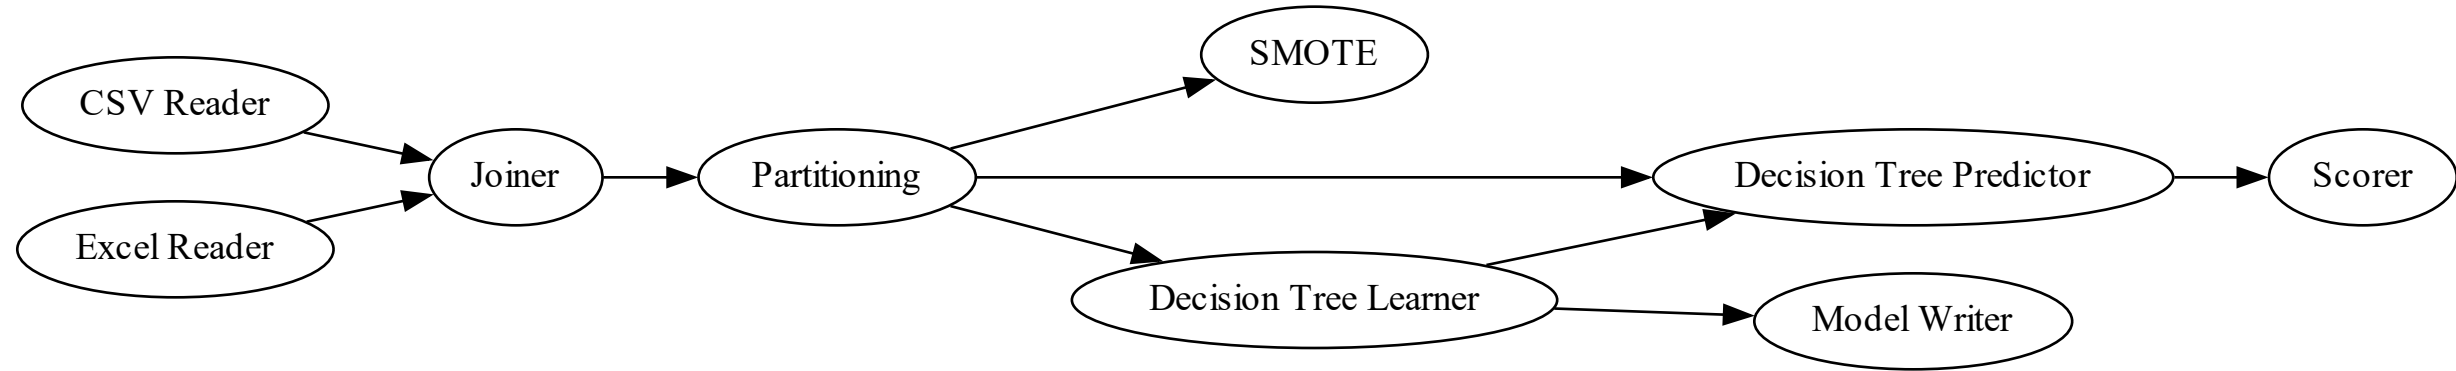 CSV Reader
Excel Reader
Joiner
Partitioning
SMOTE
Decision Tree Learner
Decision Tree Predictor
Model Writer
Scorer